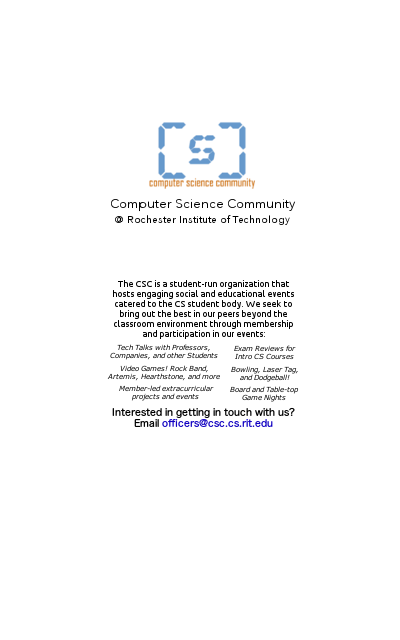 [s]
computer science community
Computer Science Community
@ Rochester Institute of Technology
The CSC is a student-run organization that
hosts engaging social and educational events
catered to the CS student body. We seek to
bring out the best in our peers beyond the
classroom environment through membership
and participation in our events:
Tech Talks with Professors,
Companies, and other Students
Exam Reviews for
Intro CS Courses
Video Games! Rock Band,
Artemis, Hearthstone, and more
Bowling, Laser Tag,
and Dodgeball!
Member-led extracurricular
projects and events
Board and Table-top
Game Nights
Interested in getting in touch with us?
Email officers@csc.cs.rit.edu